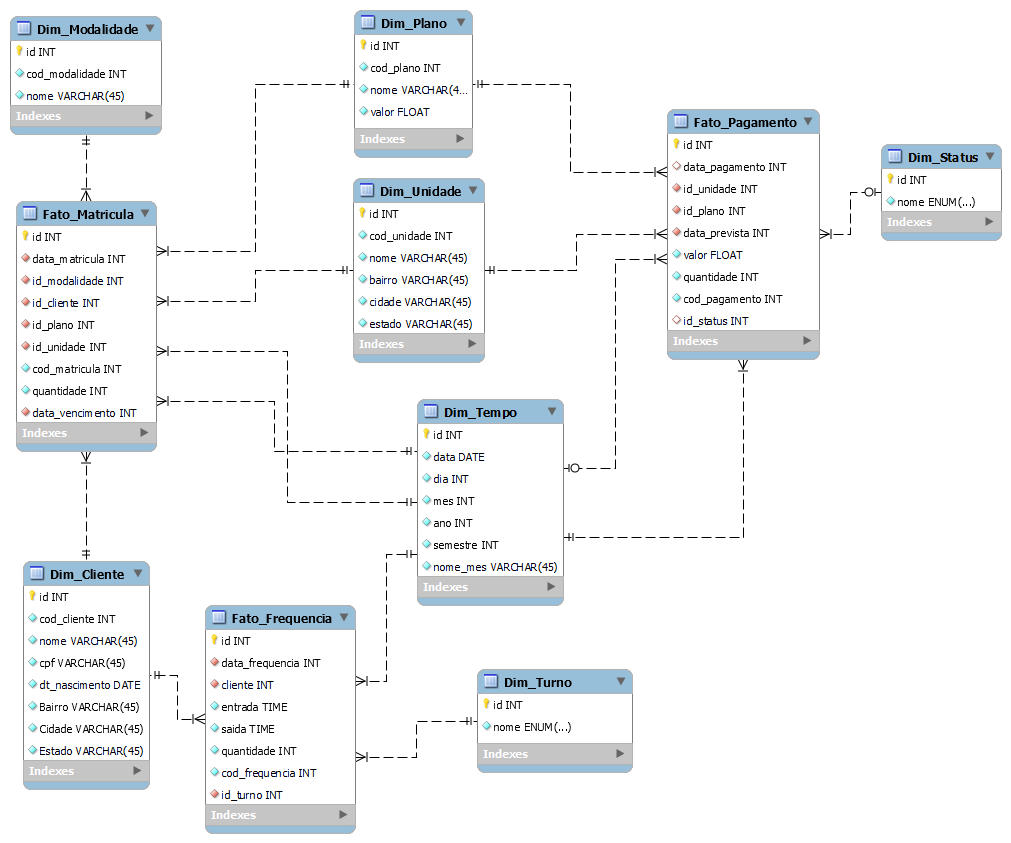 Dim_Modalidade
id INT
cod_modalidade INT
nome VARCHAR(45)
Indexes
Dim_Plano
id INT
cod_plano INT
nome VARCHAR(4...
valor FLOAT
Indexes
Fato_Pagamento
id INT
data_pagamento INT
id_unidade INT
id_plano INT
data_prevista INT
valor FLOAT
quantidade INT
cod_pagamento INT
id_status INT
Indexes
Dim_Status
id INT
nome ENUM(...)
Indexes
Fato_Matricula
id INT
data_matricula INT
id_modalidade INT
id_cliente INT
id_plano INT
id_unidade INT
cod_matricula INT
quantidade INT
data_vencimento INT
Indexes
Dim_Unidade
id INT
cod_unidade INT
nome VARCHAR(45)
bairro VARCHAR(45)
cidade VARCHAR(45)
estado VARCHAR(45)
Indexes
Dim_Tempo
id INT
data DATE
dia INT
mes INT
ano INT
semestre INT
nome_mes VARCHAR(45)
Indexes
Dim_Cliente
id INT
cod_cliente INT
nome VARCHAR(45)
cpf VARCHAR(45)
dt_nascimento DATE
Bairro VARCHAR(45)
Cidade VARCHAR(45)
Estado VARCHAR(45)
Indexes
Fato_Frequencia
id INT
data_frequencia INT
cliente INT
entrada TIME
saida TIME
quantidade INT
cod_frequencia INT
id_turno INT
Indexes
Dim_Turno
id INT
nome ENUM(...)
Indexes